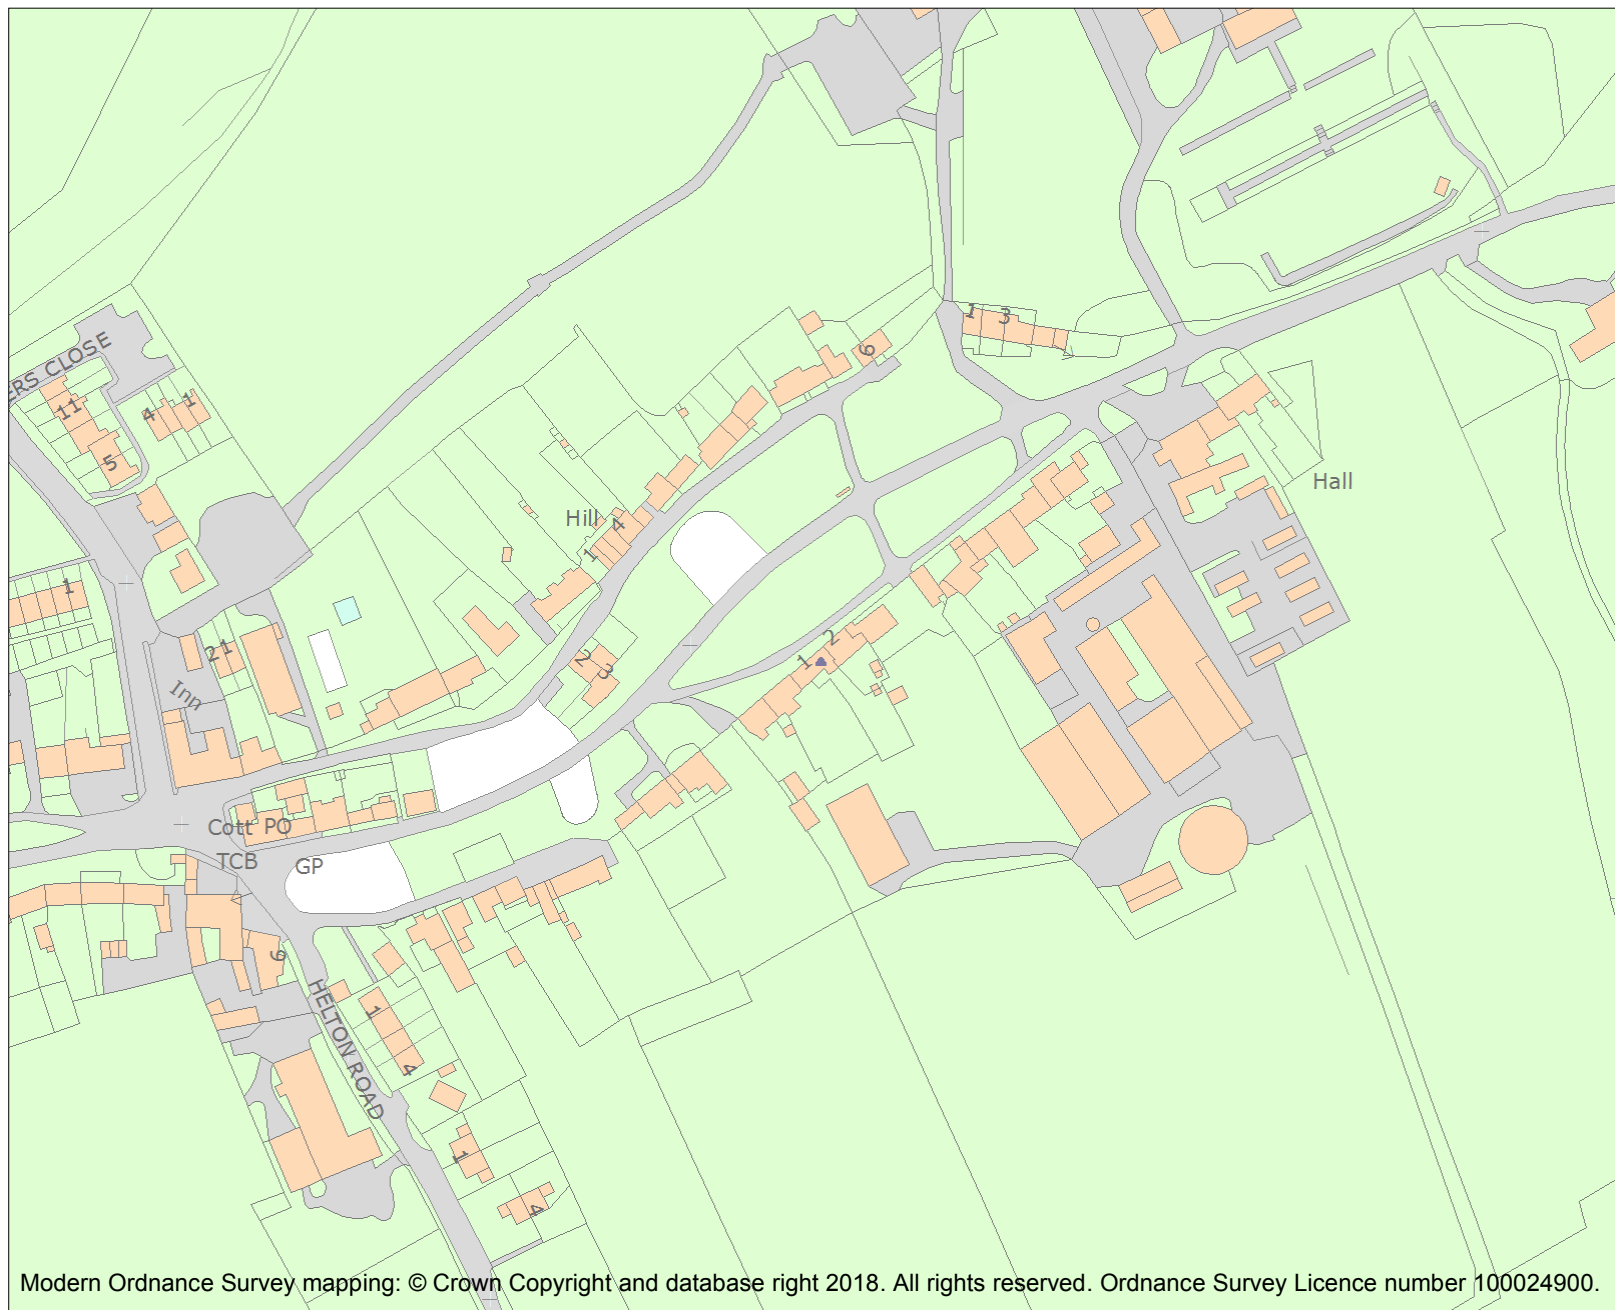 1 3
6
ERS CLOSE
11
4 1
5
Hall
Hill
4
1
1
2 1
2 3
1 2
Inn
Cott PO
TCB GP
9
HELTON ROAD
1
4
1
4
Modern Ordnance Survey mapping: © Crown Copyright and database right 2018. All rights reserved. Ordnance Survey Licence number 100024900.